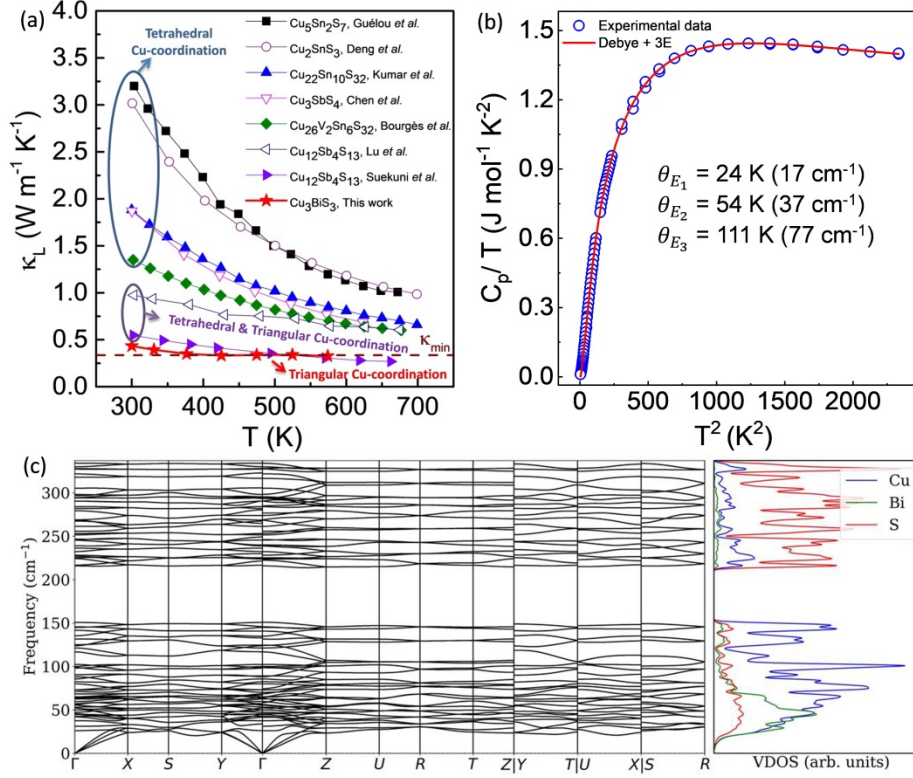 (a)
κL (W m⁻¹ K⁻¹)
4.0
3.5
3.0
2.5
2.0
1.5
1.0
0.5
0.0
Tetrahedral
Cu-coordination
Cu5Sn2S7, Guélou et al.
Cu2SnS3, Deng et al.
Cu22Sn10S32, Kumar et al.
Cu3SbS4, Chen et al.
Cu26V2Sn6S32, Bourgès et al.
Cu12Sb4S13, Lu et al.
Cu12Sb4S13, Suekuni et al.
Cu3BiS3, This work
Tetrahedral & Triangular Cu-coordination
κmin
Triangular Cu-coordination
300 400 500 600 700
T (K)
(b)
Cp/ T (J mol⁻¹ K⁻²)
1.5
1.2
0.9
0.6
0.3
0.0
Experimental data
Debye + 3E
θE1 = 24 K (17 cm⁻¹)
θE2 = 54 K (37 cm⁻¹)
θE3 = 111 K (77 cm⁻¹)
0 500 1000 1500 2000
T² (K²)
(c)
Frequency (cm⁻¹)
300
250
200
150
100
50
0
Γ X S Y Γ Z U R T Z|Y T|U X|S R
Cu
Bi
S
VDOS (arb. units)